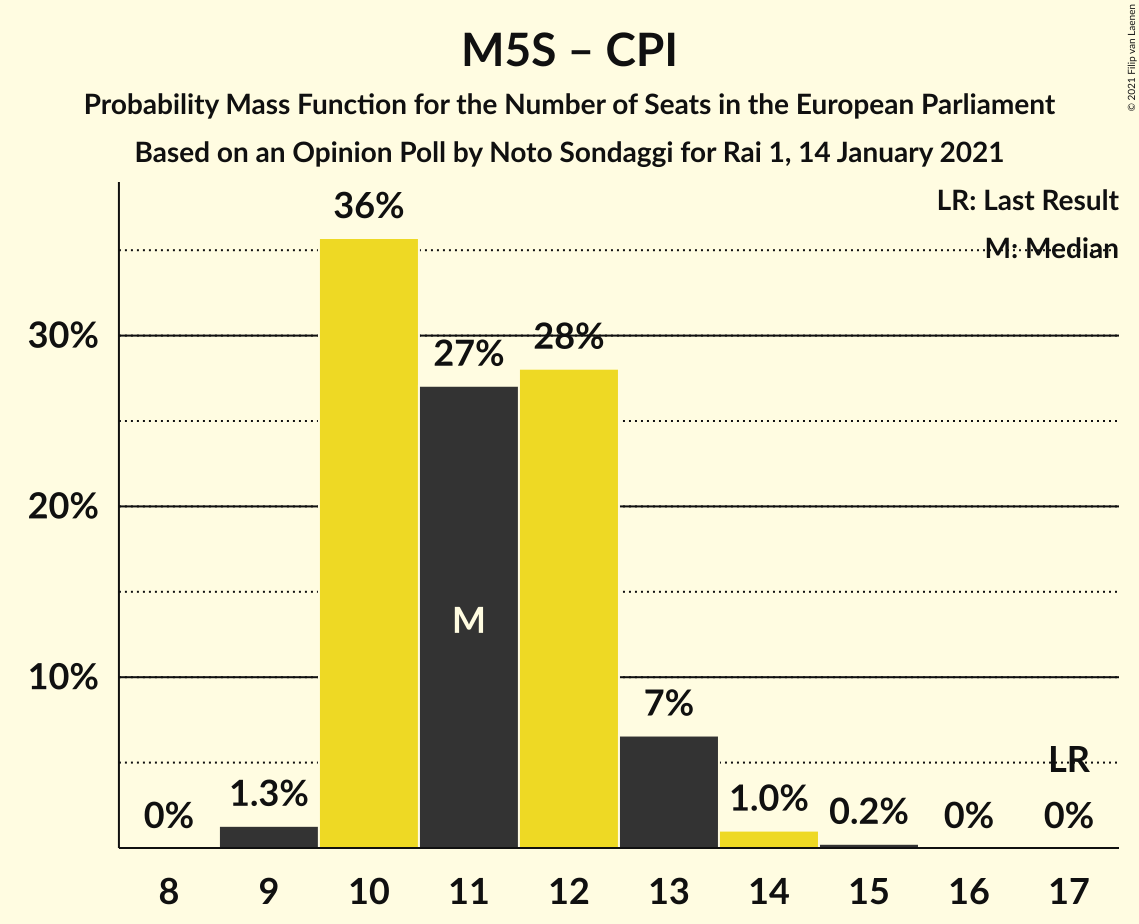 M5S – CPI
Probability Mass Function for the Number of Seats in the European Parliament
Based on an Opinion Poll by Noto Sondaggi for Rai 1, 14 January 2021
© 2021 Filip van Laenen
LR: Last Result
M: Median
36%
30%
27%
28%
20%
M
10%
7%
LR
0%
1.3%
1.0%
0.2%
0%
0%
8 9 10 11 12 13 14 15 16 17